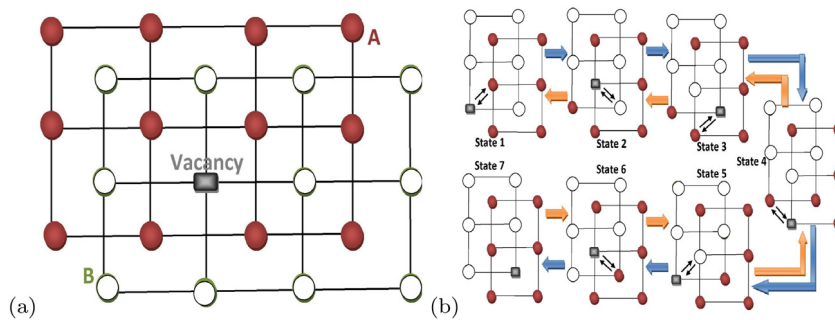 A
Vacancy
B
(a)
State 1
State 2
State 3
State 4
State 7
State 6
State 5
(b)